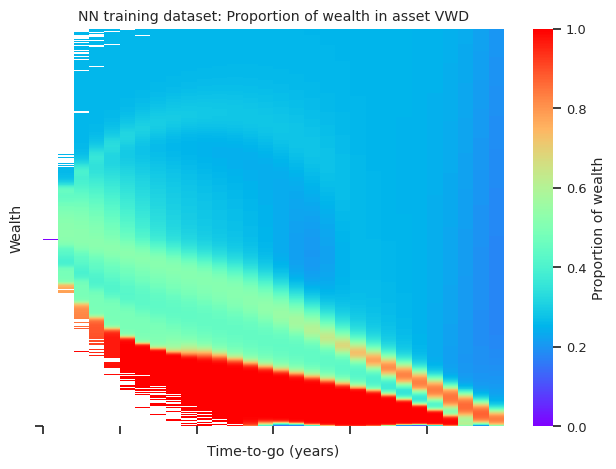 NN training dataset: Proportion of wealth in asset VWD
Wealth
Time-to-go (years)
1.0
0.8
0.6
0.4
0.2
0.0
Proportion of wealth